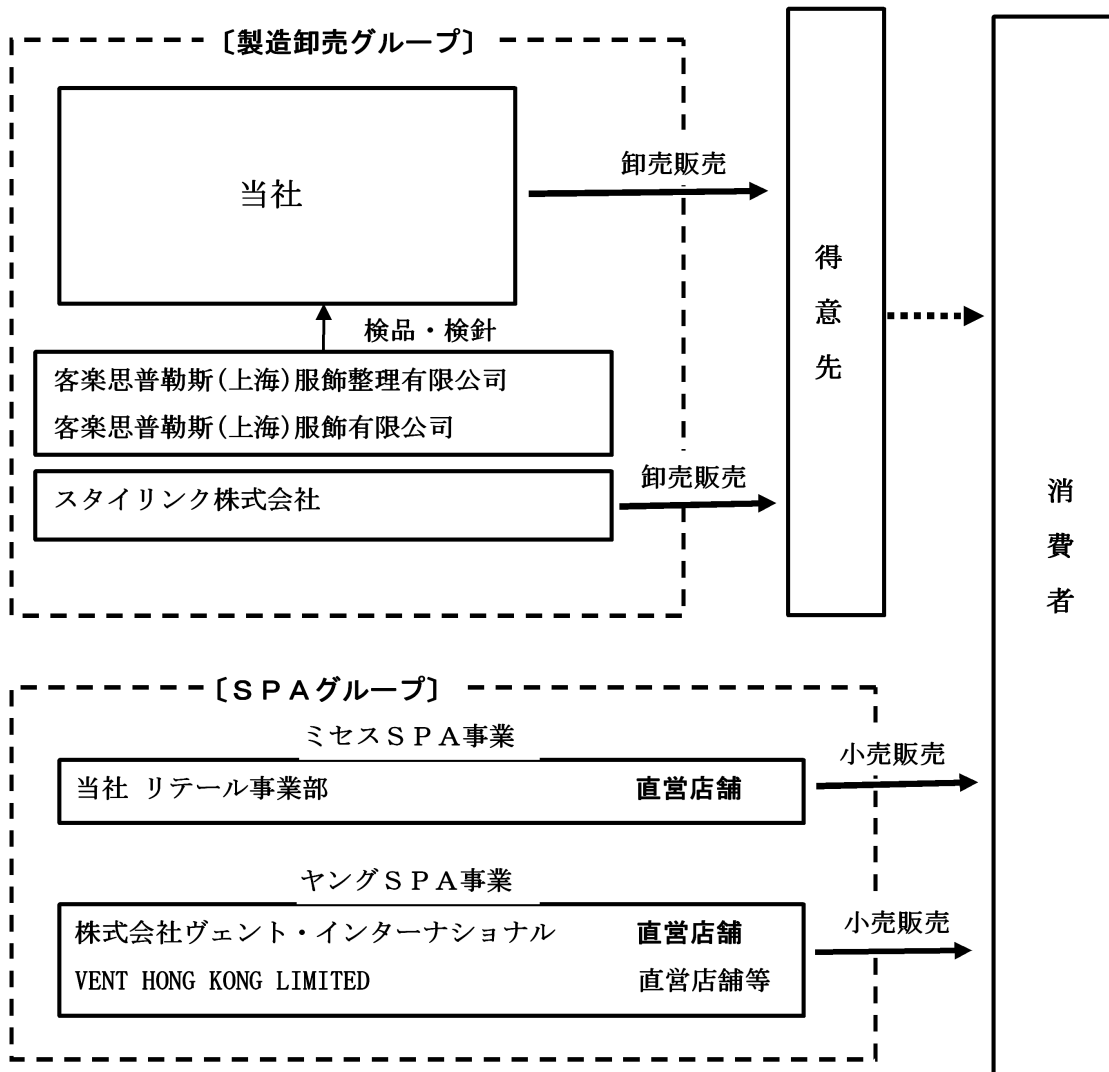 〔製造卸売グループ〕
当社
卸売販売
検品・検針
客楽思普勒斯(上海)服飾整理有限公司
客楽思普勒斯(上海)服飾有限公司
スタイリンク株式会社
卸売販売
得意先
消費者
〔ＳＰＡグループ〕
ミセスＳＰＡ事業
当社 リテール事業部 直営店舗
小売販売
ヤングＳＰＡ事業
株式会社ヴェント・インターナショナル 直営店舗
VENT HONG KONG LIMITED 直営店舗等
小売販売